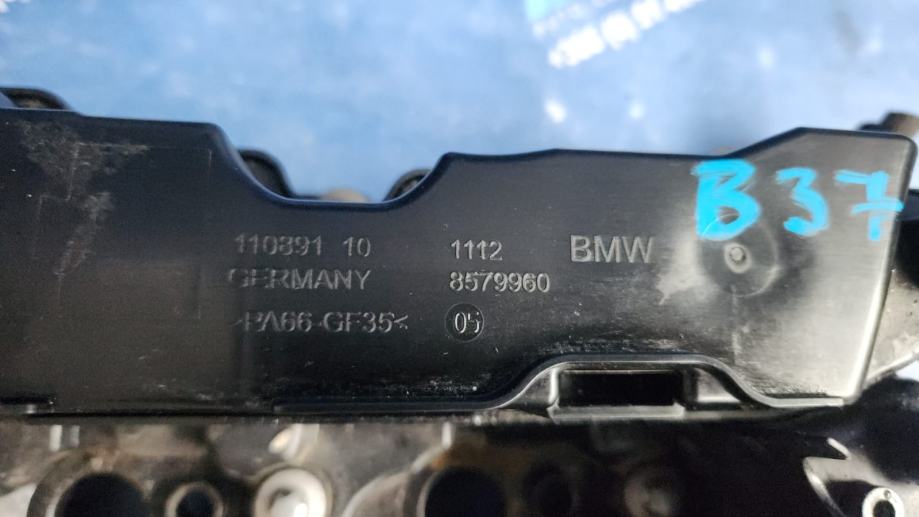 B37
110891 10 1112 BMW
GERMANY 8579960
>PA66-GF35< 05